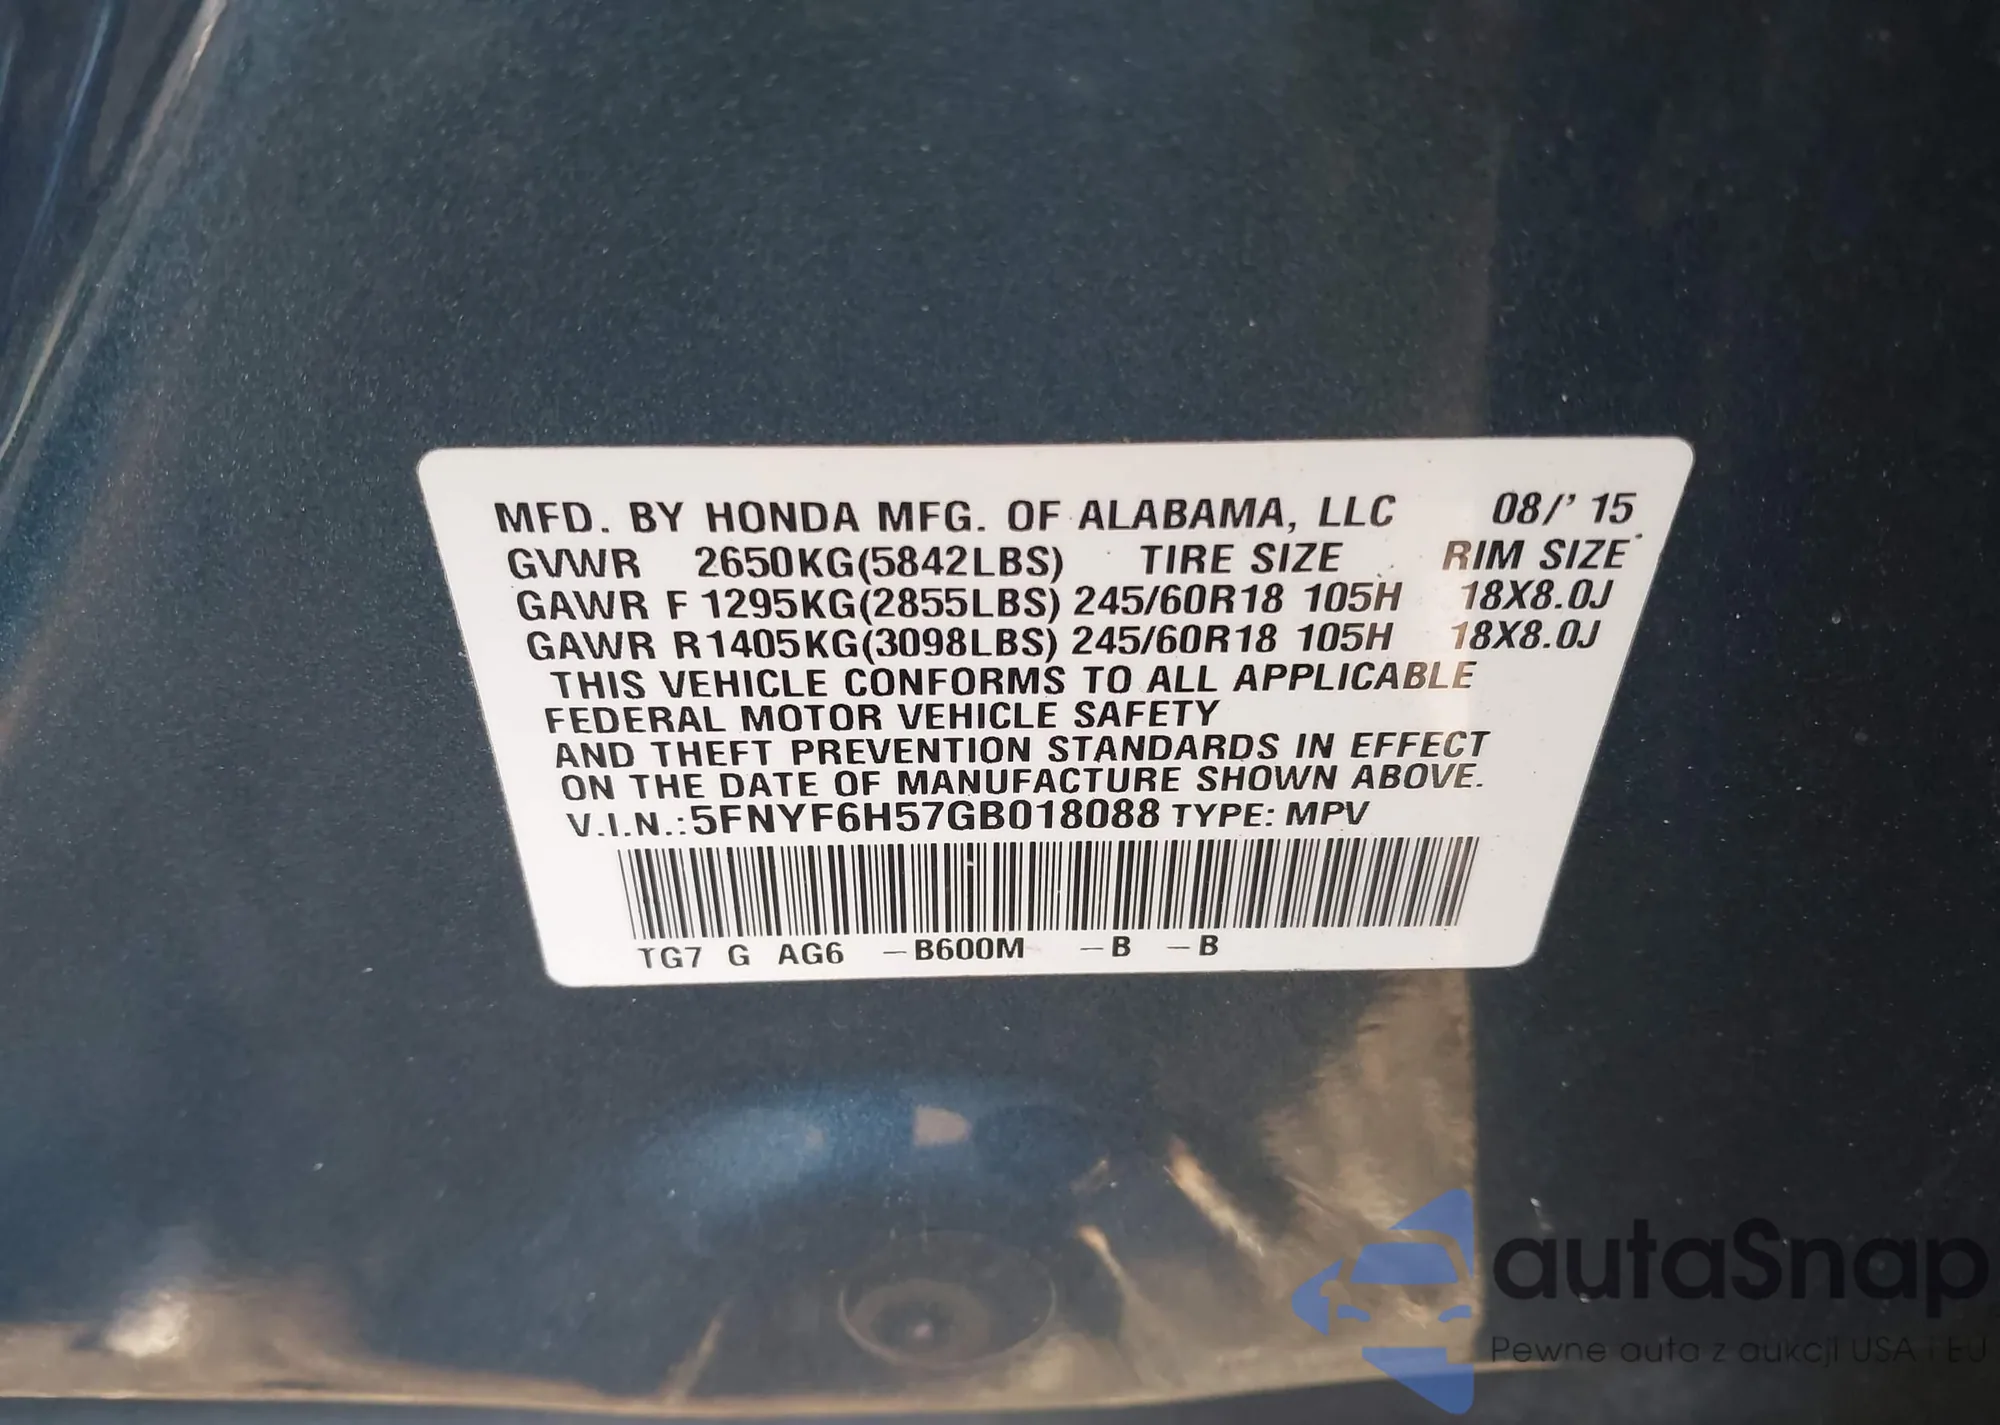 MFD. BY HONDA MFG. OF ALABAMA, LLC 08/' 15
GVWR 2650KG(5842LBS) TIRE SIZE RIM SIZE
GAWR F 1295KG(2855LBS) 245/60R18 105H 18X8.0J
GAWR R1405KG(3098LBS) 245/60R18 105H 18X8.0J
THIS VEHICLE CONFORMS TO ALL APPLICABLE
FEDERAL MOTOR VEHICLE SAFETY
AND THEFT PREVENTION STANDARDS IN EFFECT
ON THE DATE OF MANUFACTURE SHOWN ABOVE.
V.I.N.:5FNYF6H57GB018088 TYPE: MPV
TG7 G AG6 –B600M –B –B
autaSnap
Pewne auta z aukcji USA i EU